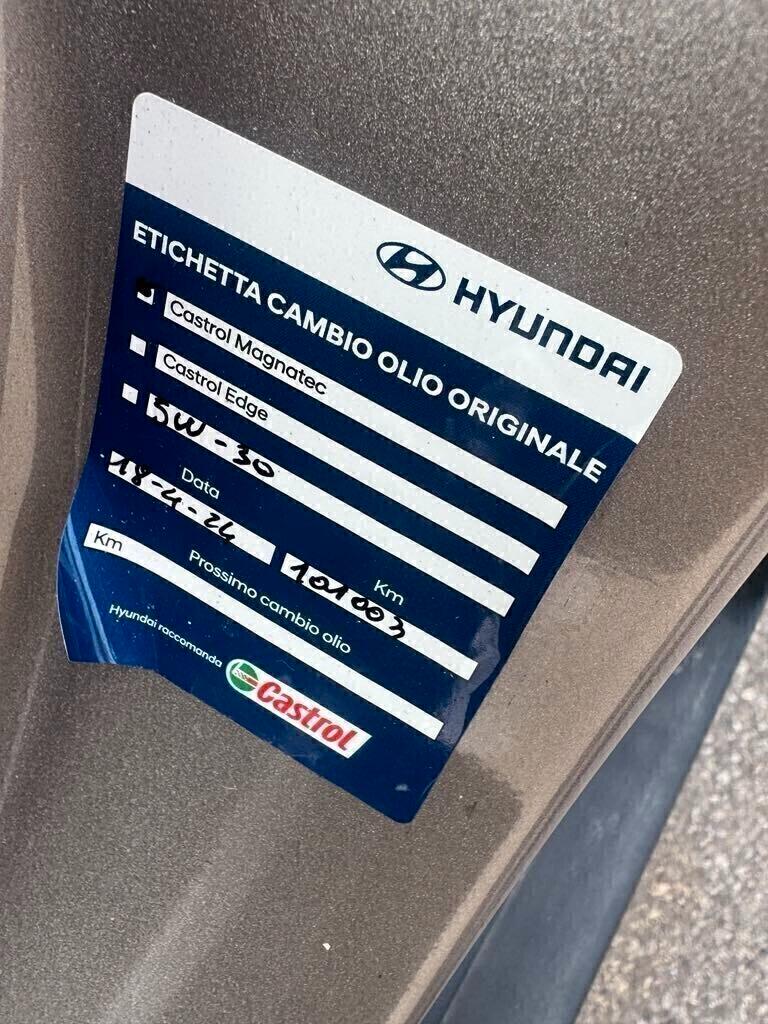 HYUNDAI
ETICHETTA CAMBIO OLIO ORIGINALE
Castrol Magnatec
Castrol Edge
5W-30
Data Km
18-4-24 101003
Prossimo cambio olio
Km
Hyundai raccomanda Castrol